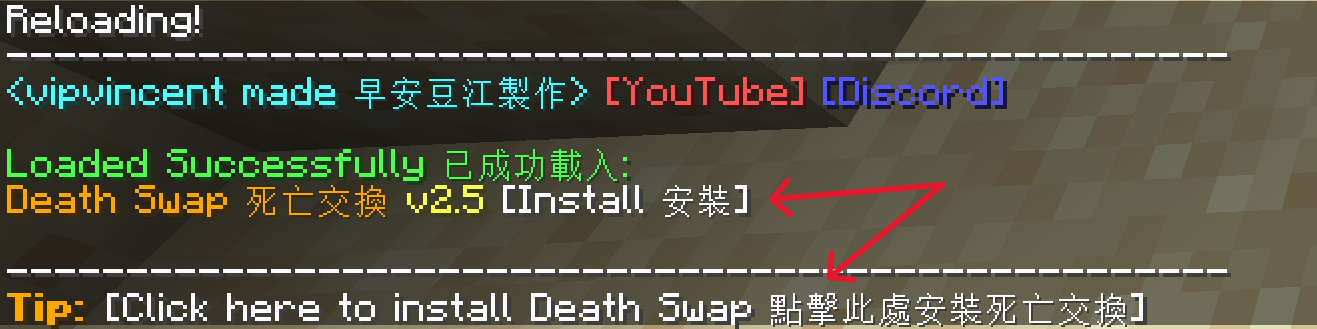 Reloading!
<vipvincent made 早安豆江製作> [YouTube] [Discord]
Loaded Successfully 已成功載入:
Death Swap 死亡交換 v2.5 [Install 安裝]
Tip: [Click here to install Death Swap 點擊此處安裝死亡交換]